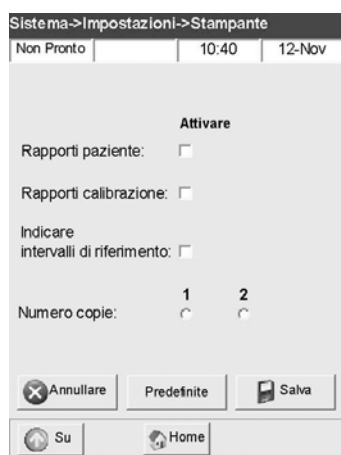 Sistema->Impostazioni->Stampante
Non Pronto 10:40 12-Nov
Attivare
Rapporti paziente:
Rapporti calibrazione:
Indicare
intervalli di riferimento:
1 2
Numero copie:
Annullare Predefinite Salva
Su Home